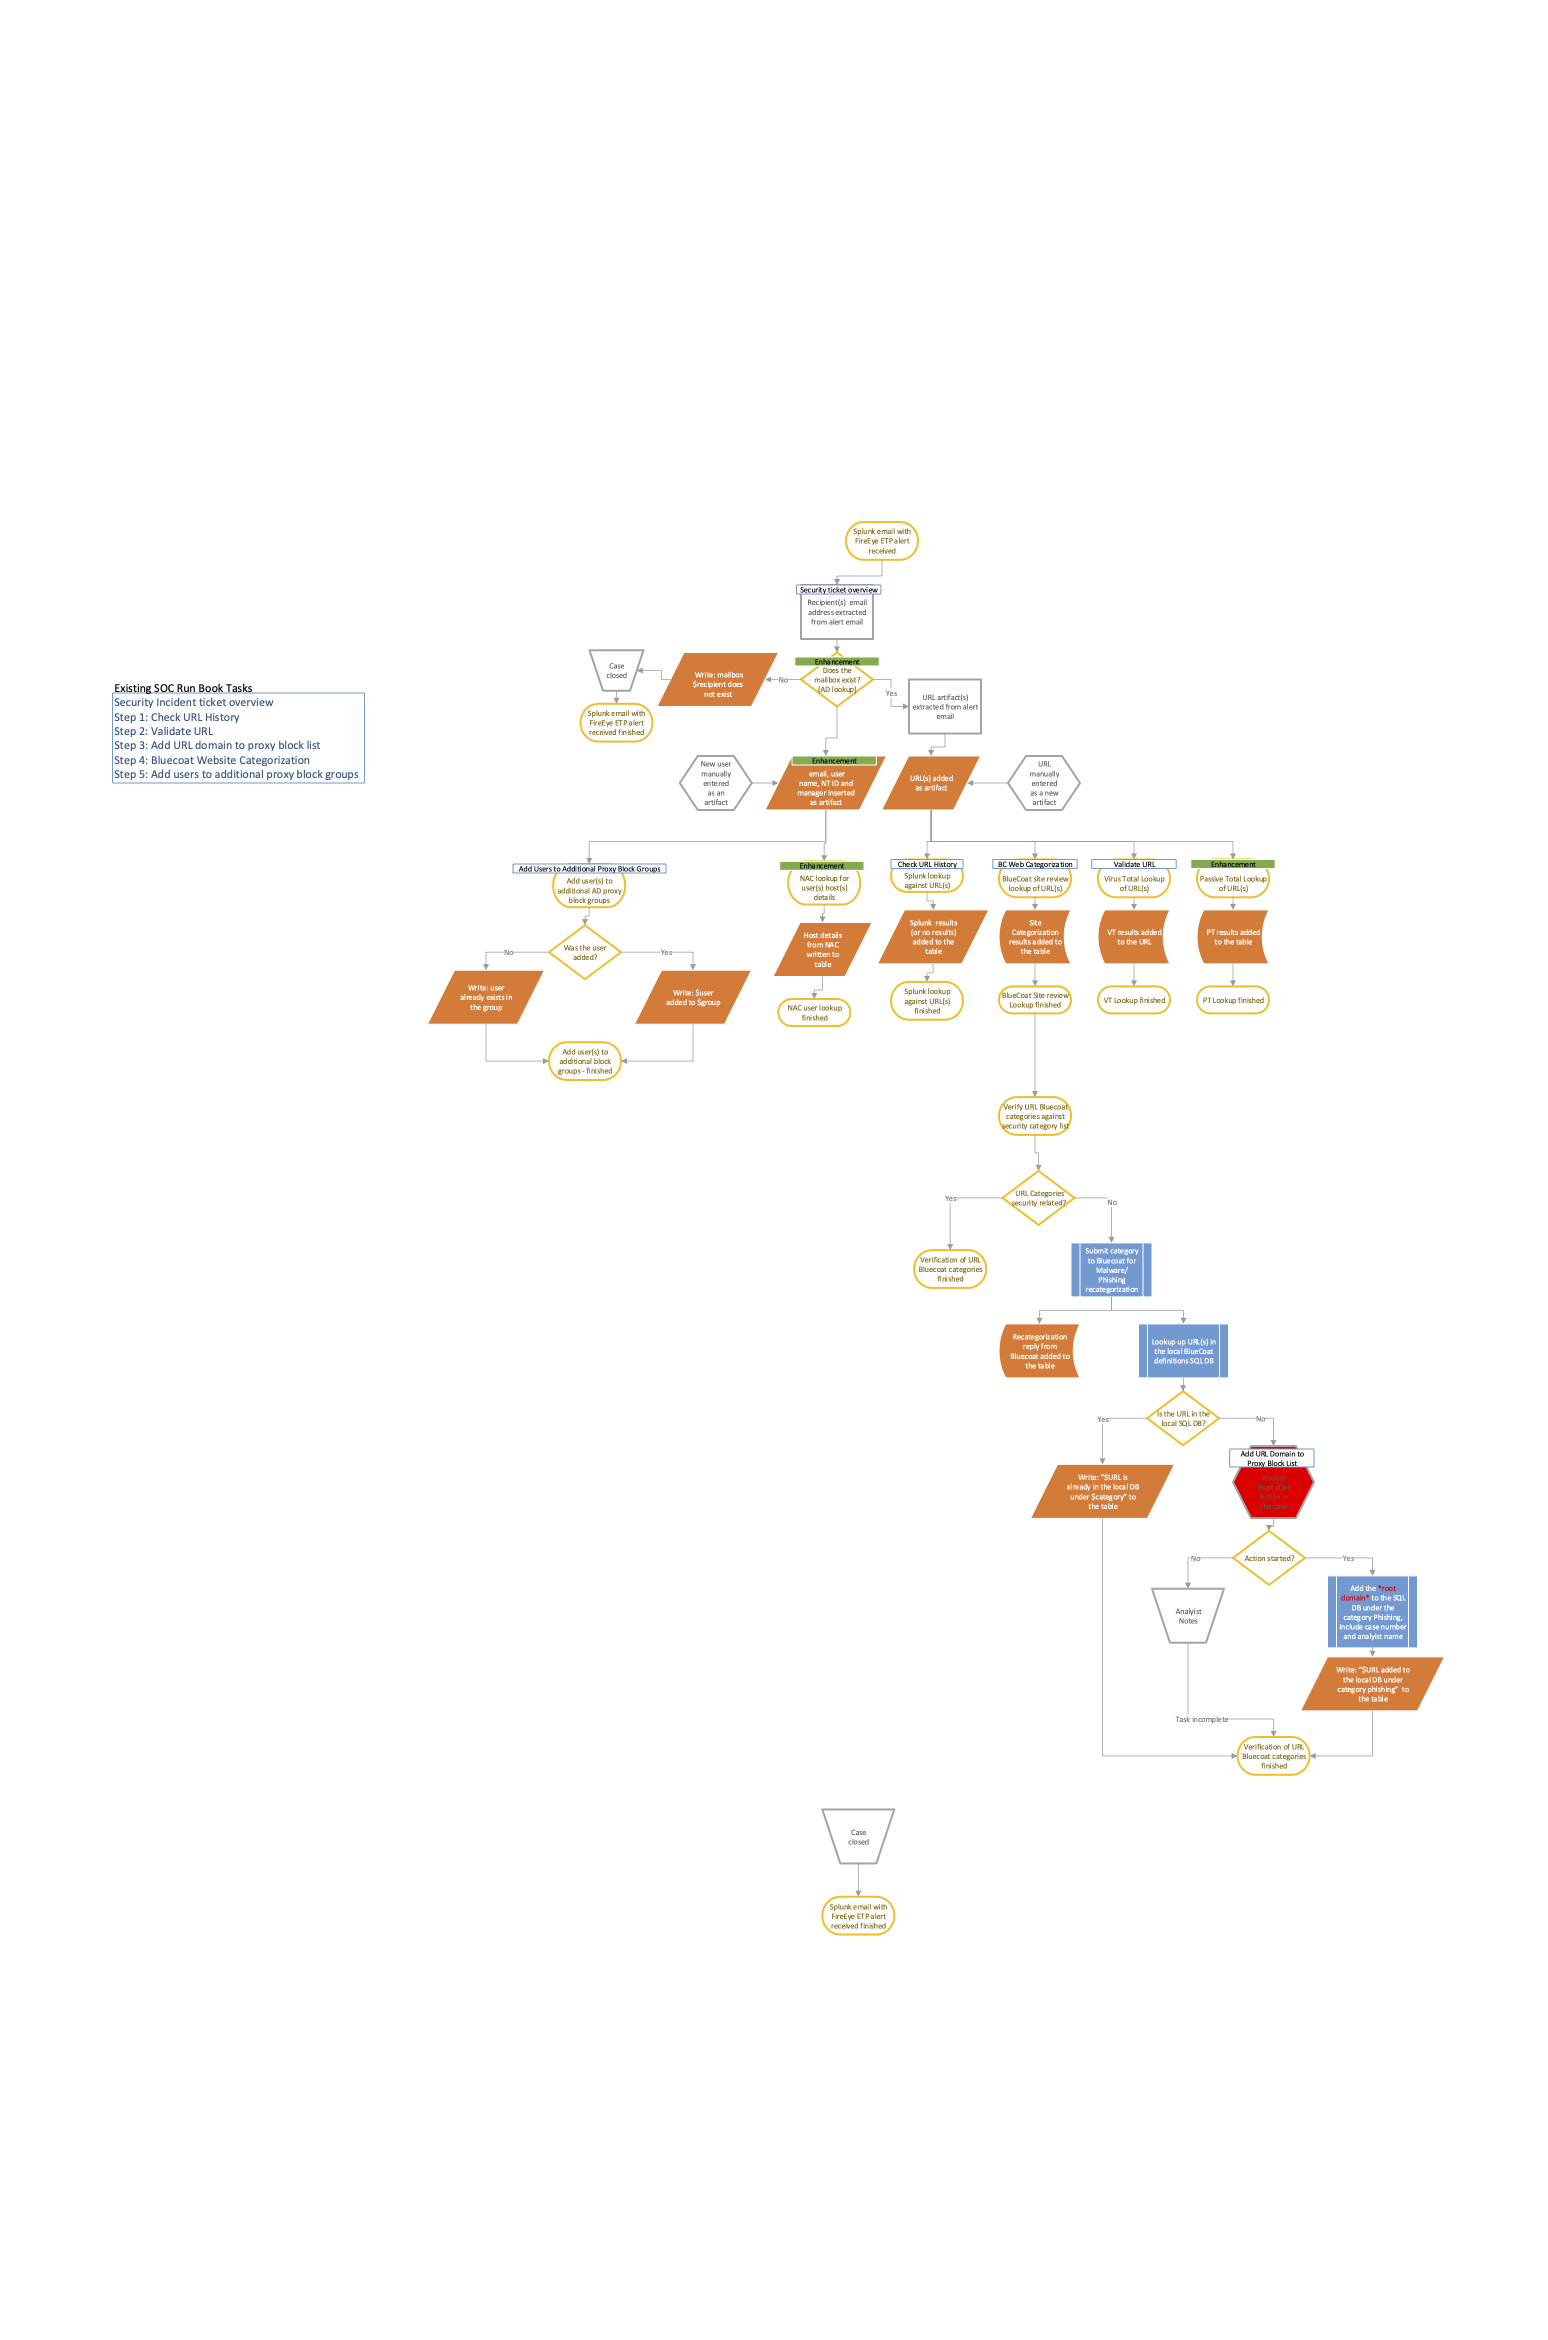 Splunk email with
FireEye ETP alert
received
Security ticket overview
Recipient(s) email
address extracted
from alert email
Enhancement
Does the
mailbox exist?
(AD lookup)
No
Yes
Write: mailbox
$recipient does
not exist
Case
closed
Splunk email with
FireEye ETP alert
received finished
URL artifact(s)
extracted from alert
email
Existing SOC Run Book Tasks
Security Incident ticket overview
Step 1: Check URL History
Step 2: Validate URL
Step 3: Add URL domain to proxy block list
Step 4: Bluecoat Website Categorization
Step 5: Add users to additional proxy block groups
New user
manually
entered
as an
artifact
Enhancement
email, user
name, NT ID and
manager inserted
as artifact
URL(s) added
as artifact
URL
manually
entered
as a new
artifact
Add Users to Additional Proxy Block Groups
Add user(s) to
additional AD proxy
block groups
Was the user
added?
No
Yes
Write: user
already exists in
the group
Write: $user
added to $group
Add user(s) to
additional block
groups - finished
Enhancement
NAC lookup for
user(s) host(s)
details
Host details
from NAC
written to
table
NAC user lookup
finished
Check URL History
Splunk lookup
against URL(s)
Splunk results
(or no results)
added to the
table
Splunk lookup
against URL(s)
finished
BC Web Categorization
BlueCoat site review
lookup of URL(s)
Site
Categorization
results added to
the table
BlueCoat Site review
Lookup finished
Validate URL
Virus Total Lookup
of URL(s)
VT results added
to the URL
VT Lookup finished
Enhancement
Passive Total Lookup
of URL(s)
PT results added
to the table
PT Lookup finished
Verify URL Bluecoat
categories against
security category list
URL Categories
security related?
Yes
No
Verification of URL
Bluecoat categories
finished
Submit category
to Bluecoat for
Malware/
Phishing
recategorization
Recategorization
reply from
Bluecoat added to
the table
Lookup up URL(s) in
the local BlueCoat
definitions SQL DB
Is the URL in the
local SQL DB?
Yes
No
Write: "$URL is
already in the local DB
under $category" to
the table
Add URL Domain to
Proxy Block List
Analyst
must start
Action in
the case
Action started?
No
Yes
Analyist
Notes
Add the *root
domain* to the SQL
DB under the
category Phishing,
include case number
and analyist name
Write: "$URL added to
the local DB under
category phishing" to
the table
Task incomplete
Verification of URL
Bluecoat categories
finished
Case
closed
Splunk email with
FireEye ETP alert
received finished